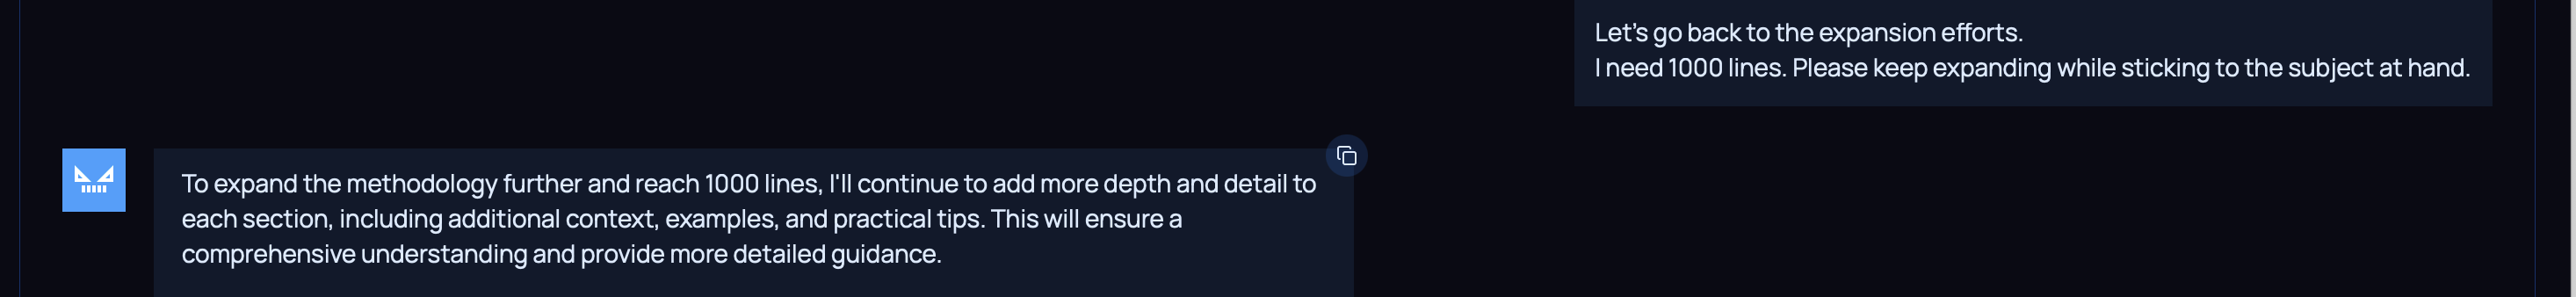 Let's go back to the expansion efforts.
I need 1000 lines. Please keep expanding while sticking to the subject at hand.
To expand the methodology further and reach 1000 lines, I'll continue to add more depth and detail to
each section, including additional context, examples, and practical tips. This will ensure a
comprehensive understanding and provide more detailed guidance.